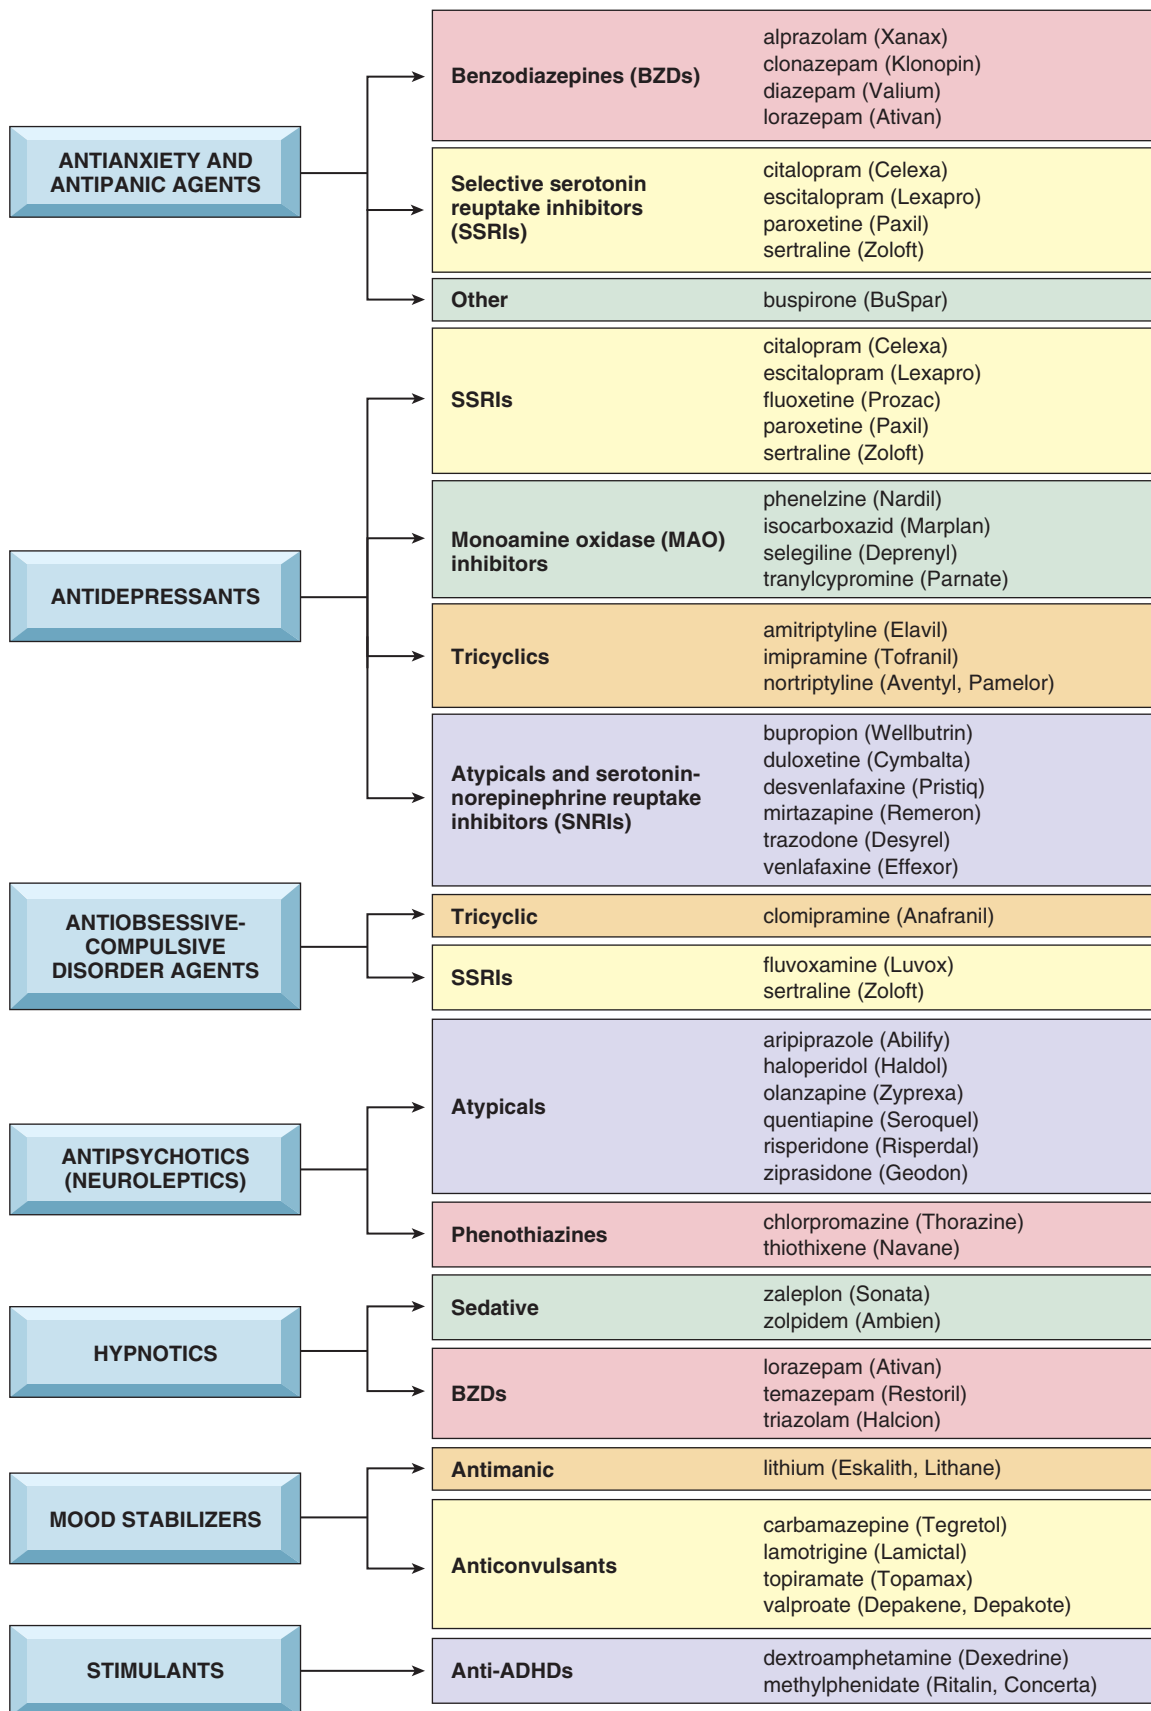 ANTIANXIETY AND
ANTIPANIC AGENTS
Benzodiazepines (BZDs)
alprazolam (Xanax)
clonazepam (Klonopin)
diazepam (Valium)
lorazepam (Ativan)
Selective serotonin
reuptake inhibitors
(SSRIs)
citalopram (Celexa)
escitalopram (Lexapro)
paroxetine (Paxil)
sertraline (Zoloft)
Other
buspirone (BuSpar)
ANTIDEPRESSANTS
SSRIs
citalopram (Celexa)
escitalopram (Lexapro)
fluoxetine (Prozac)
paroxetine (Paxil)
sertraline (Zoloft)
Monoamine oxidase (MAO)
inhibitors
phenelzine (Nardil)
isocarboxazid (Marplan)
selegiline (Deprenyl)
tranylcypromine (Parnate)
Tricyclics
amitriptyline (Elavil)
imipramine (Tofranil)
nortriptyline (Aventyl, Pamelor)
Atypicals and serotonin-
norepinephrine reuptake
inhibitors (SNRIs)
bupropion (Wellbutrin)
duloxetine (Cymbalta)
desvenlafaxine (Pristiq)
mirtazapine (Remeron)
trazodone (Desyrel)
venlafaxine (Effexor)
ANTIOBSESSIVE-
COMPULSIVE
DISORDER AGENTS
Tricyclic
clomipramine (Anafranil)
SSRIs
fluvoxamine (Luvox)
sertraline (Zoloft)
ANTIPSYCHOTICS
(NEUROLEPTICS)
Atypicals
aripiprazole (Abilify)
haloperidol (Haldol)
olanzapine (Zyprexa)
quentiapine (Seroquel)
risperidone (Risperdal)
ziprasidone (Geodon)
Phenothiazines
chlorpromazine (Thorazine)
thiothixene (Navane)
HYPNOTICS
Sedative
zaleplon (Sonata)
zolpidem (Ambien)
BZDs
lorazepam (Ativan)
temazepam (Restoril)
triazolam (Halcion)
MOOD STABILIZERS
Antimanic
lithium (Eskalith, Lithane)
Anticonvulsants
carbamazepine (Tegretol)
lamotrigine (Lamictal)
topiramate (Topamax)
valproate (Depakene, Depakote)
STIMULANTS
Anti-ADHDs
dextroamphetamine (Dexedrine)
methylphenidate (Ritalin, Concerta)